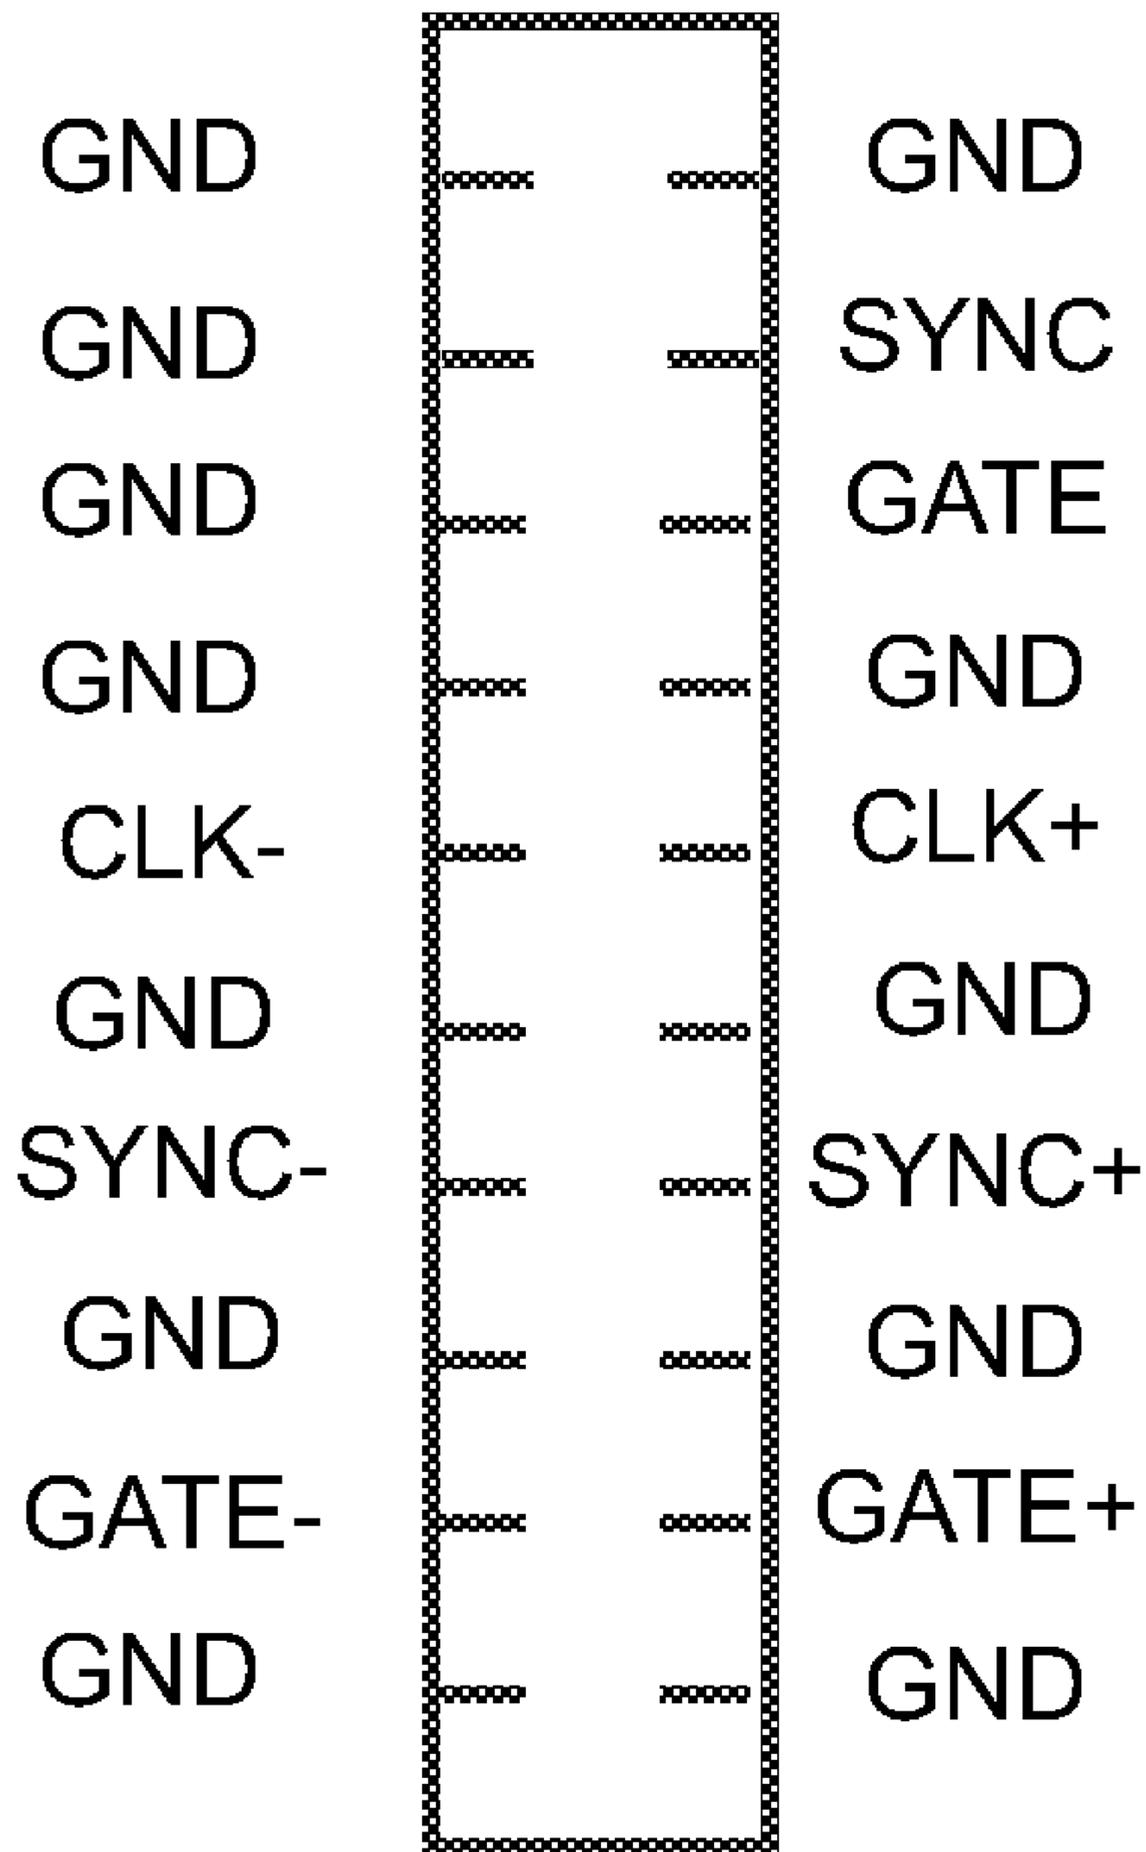 GND GND
GND SYNC
GND GATE
GND GND
CLK- CLK+
GND GND
SYNC- SYNC+
GND GND
GATE- GATE+
GND GND